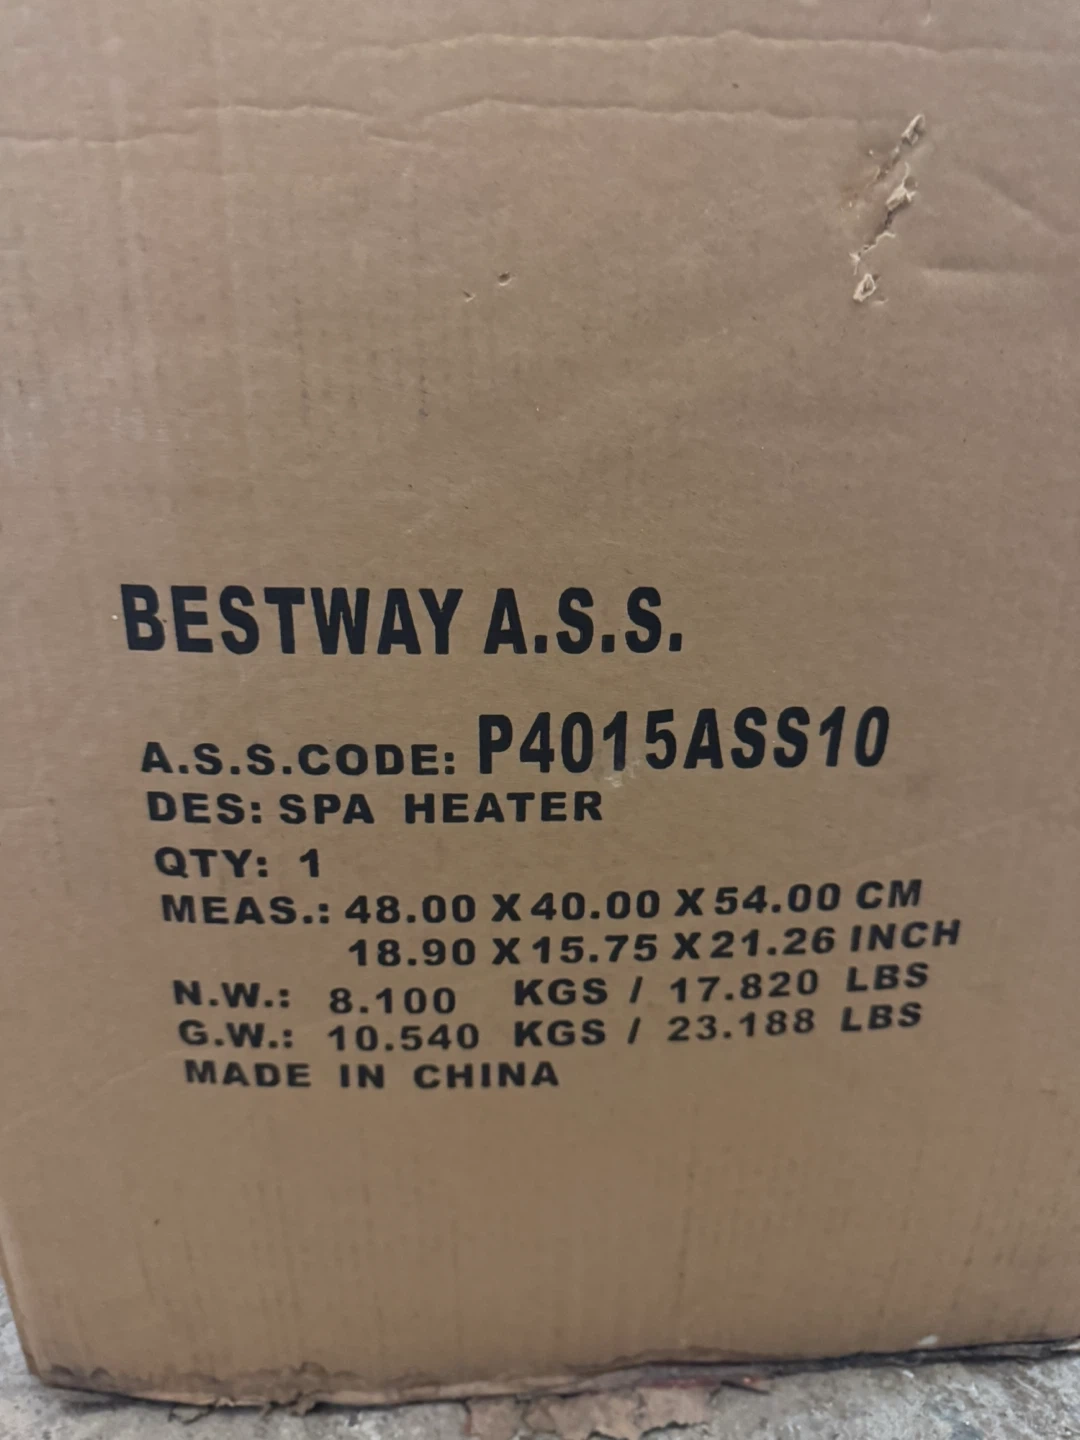 BESTWAY A.S.S.
A.S.S.CODE: P4015ASS10
DES: SPA HEATER
QTY: 1
MEAS.: 48.00 X 40.00 X 54.00 CM
18.90 X 15.75 X 21.26 INCH
N.W.: 8.100 KGS / 17.820 LBS
G.W.: 10.540 KGS / 23.188 LBS
MADE IN CHINA